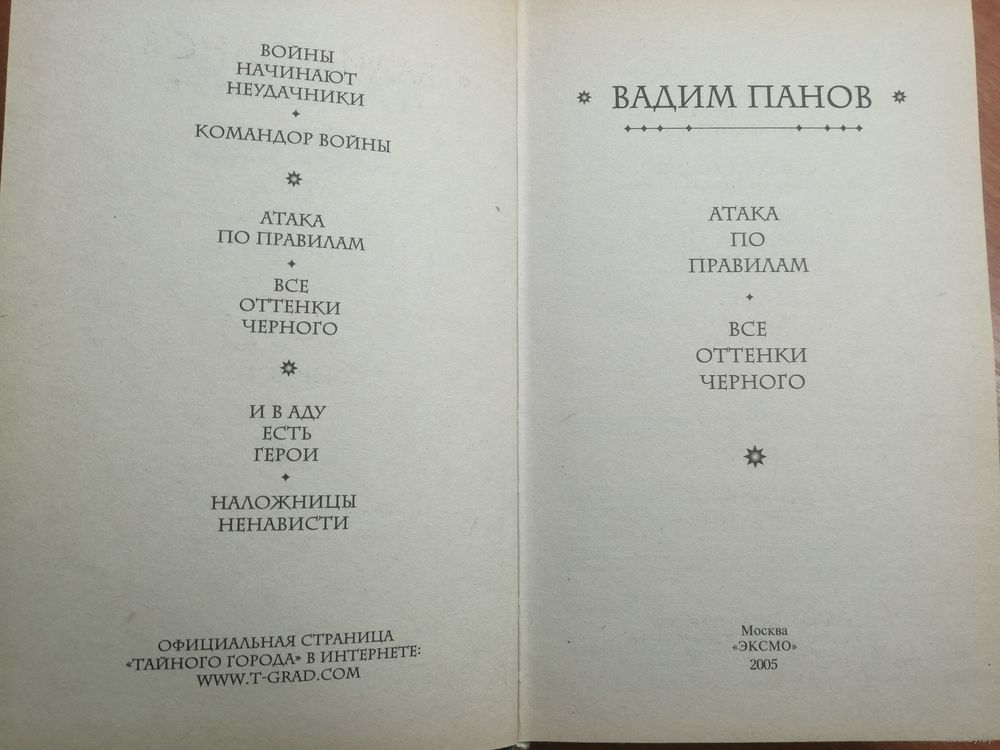 ВОЙНЫ
НАЧИНАЮТ
НЕУДАЧНИКИ
КОМАНДОР ВОЙНЫ
АТАКА
ПО ПРАВИЛАМ
ВСЕ
ОТТЕНКИ
ЧЕРНОГО
И В АДУ
ЕСТЬ
ГЕРОИ
НАЛОЖНИЦЫ
НЕНАВИСТИ
ОФИЦИАЛЬНАЯ СТРАНИЦА
«ТАЙНОГО ГОРОДА» В ИНТЕРНЕТЕ:
WWW.T-GRAD.COM
ВАДИМ ПАНОВ
АТАКА
ПО
ПРАВИЛАМ
ВСЕ
ОТТЕНКИ
ЧЕРНОГО
Москва
«ЭКСМО»
2005